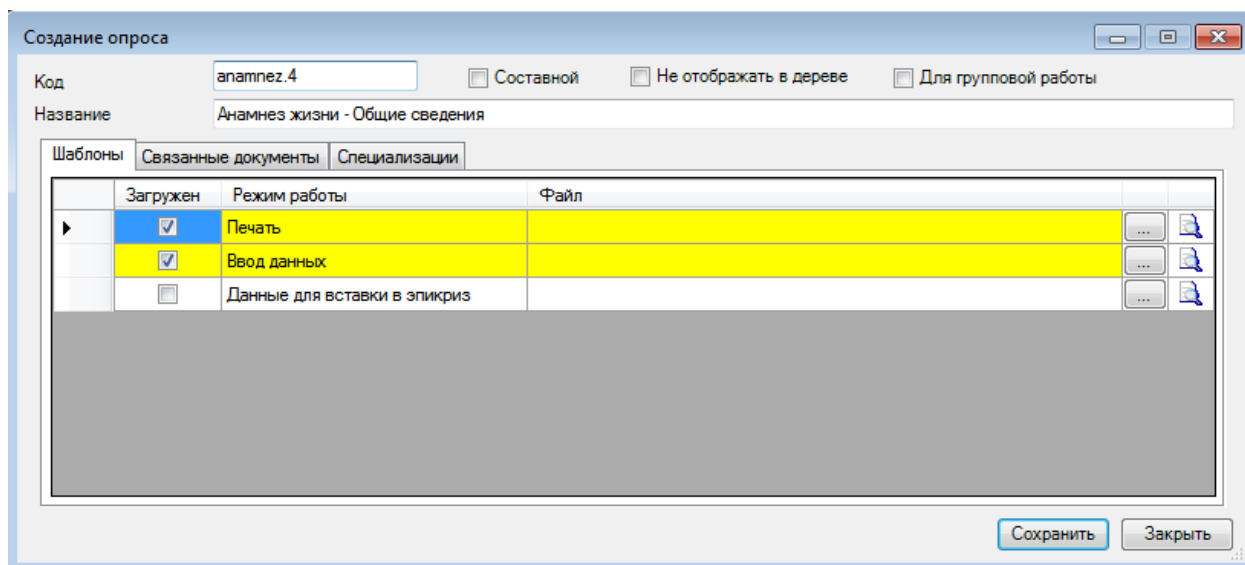 Создание опроса
Код anamnez.4 Составной Не отображать в дереве Для групповой работы
Название Анамнез жизни - Общие сведения
Шаблоны Связанные документы Специализации
Загружен Режим работы Файл
Печать ...
Ввод данных ...
Данные для вставки в эпикриз ...
Сохранить Закрыть